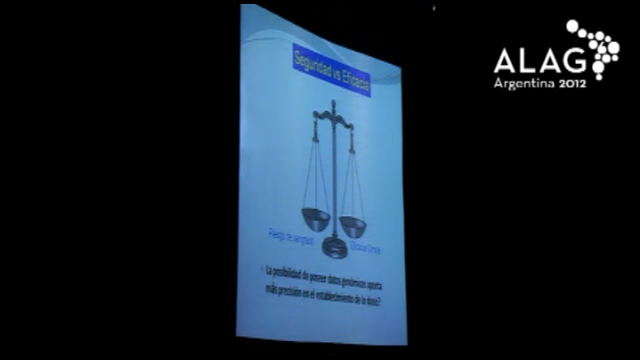 Seguridad vs Eficacia
Riesgo de sangrado
Eficacia Clínica
• La posibilidad de poseer datos genómicos aporta
más precisión en el establecimiento de la dosis?
ALAG
Argentina 2012